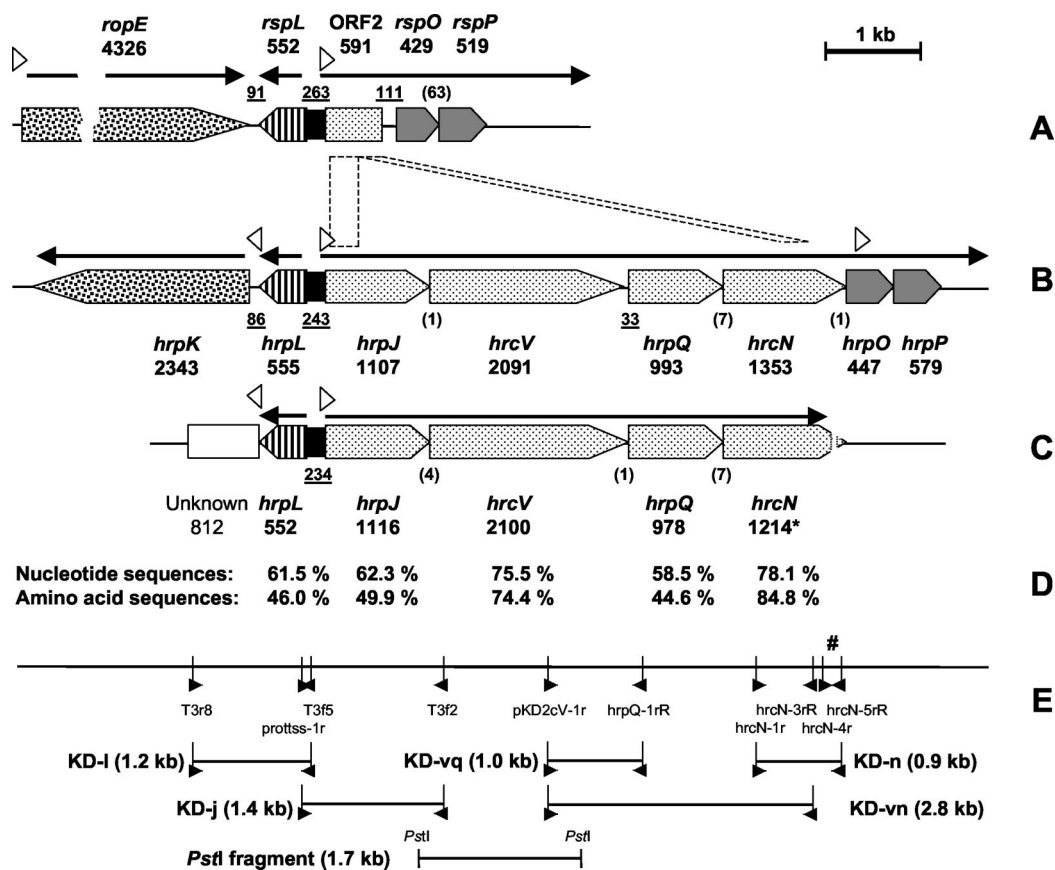 ropE rspL ORF2 rspO rspP
4326 552 591 429 519
1 kb
91 263 111 (63)
A
B
86 243 (1) 33 (7) (1)
hrpK hrpL hrpJ hrcV hrpQ hrcN hrpO hrpP
2343 555 1107 2091 993 1353 447 579
C
234 (4) (1) (7)
Unknown hrpL hrpJ hrcV hrpQ hrcN
812 552 1116 2100 978 1214*
Nucleotide sequences: 61.5 % 62.3 % 75.5 % 58.5 % 78.1 %
D
Amino acid sequences: 46.0 % 49.9 % 74.4 % 44.6 % 84.8 %
#
E
T3r8 T3f5 T3f2 pKD2cV-1r hrpQ-1rR hrcN-3rR hrcN-5rR
prottss-1r hrcN-1r hrcN-4r
KD-l (1.2 kb) KD-vq (1.0 kb) KD-n (0.9 kb)
KD-j (1.4 kb) KD-vn (2.8 kb)
PstI PstI
PstI fragment (1.7 kb)